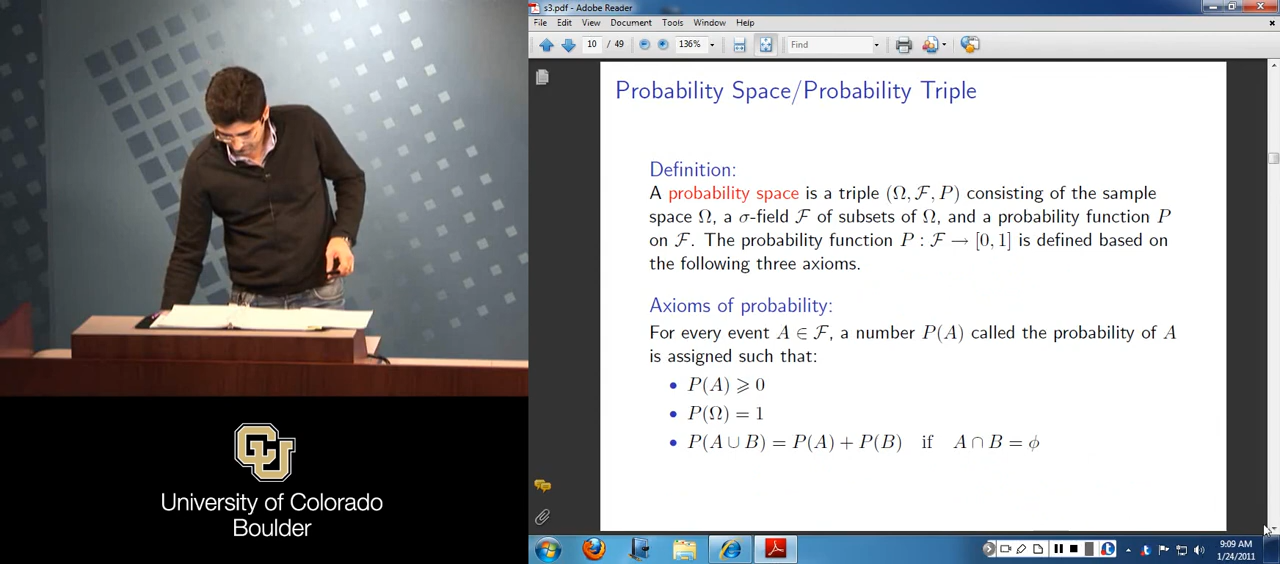 s3.pdf - Adobe Reader
File Edit View Document Tools Window Help
10 / 49 136% Find
Probability Space/Probability Triple
Definition:
A probability space is a triple (Ω, ℱ, P) consisting of the sample
space Ω, a σ-field ℱ of subsets of Ω, and a probability function P
on ℱ. The probability function P : ℱ → [0, 1] is defined based on
the following three axioms.
Axioms of probability:
For every event A ∈ ℱ, a number P(A) called the probability of A
is assigned such that:
• P(A) ⩾ 0
• P(Ω) = 1
• P(A ∪ B) = P(A) + P(B) if A ∩ B = ϕ
CU
University of Colorado
Boulder
9:09 AM
1/24/2011